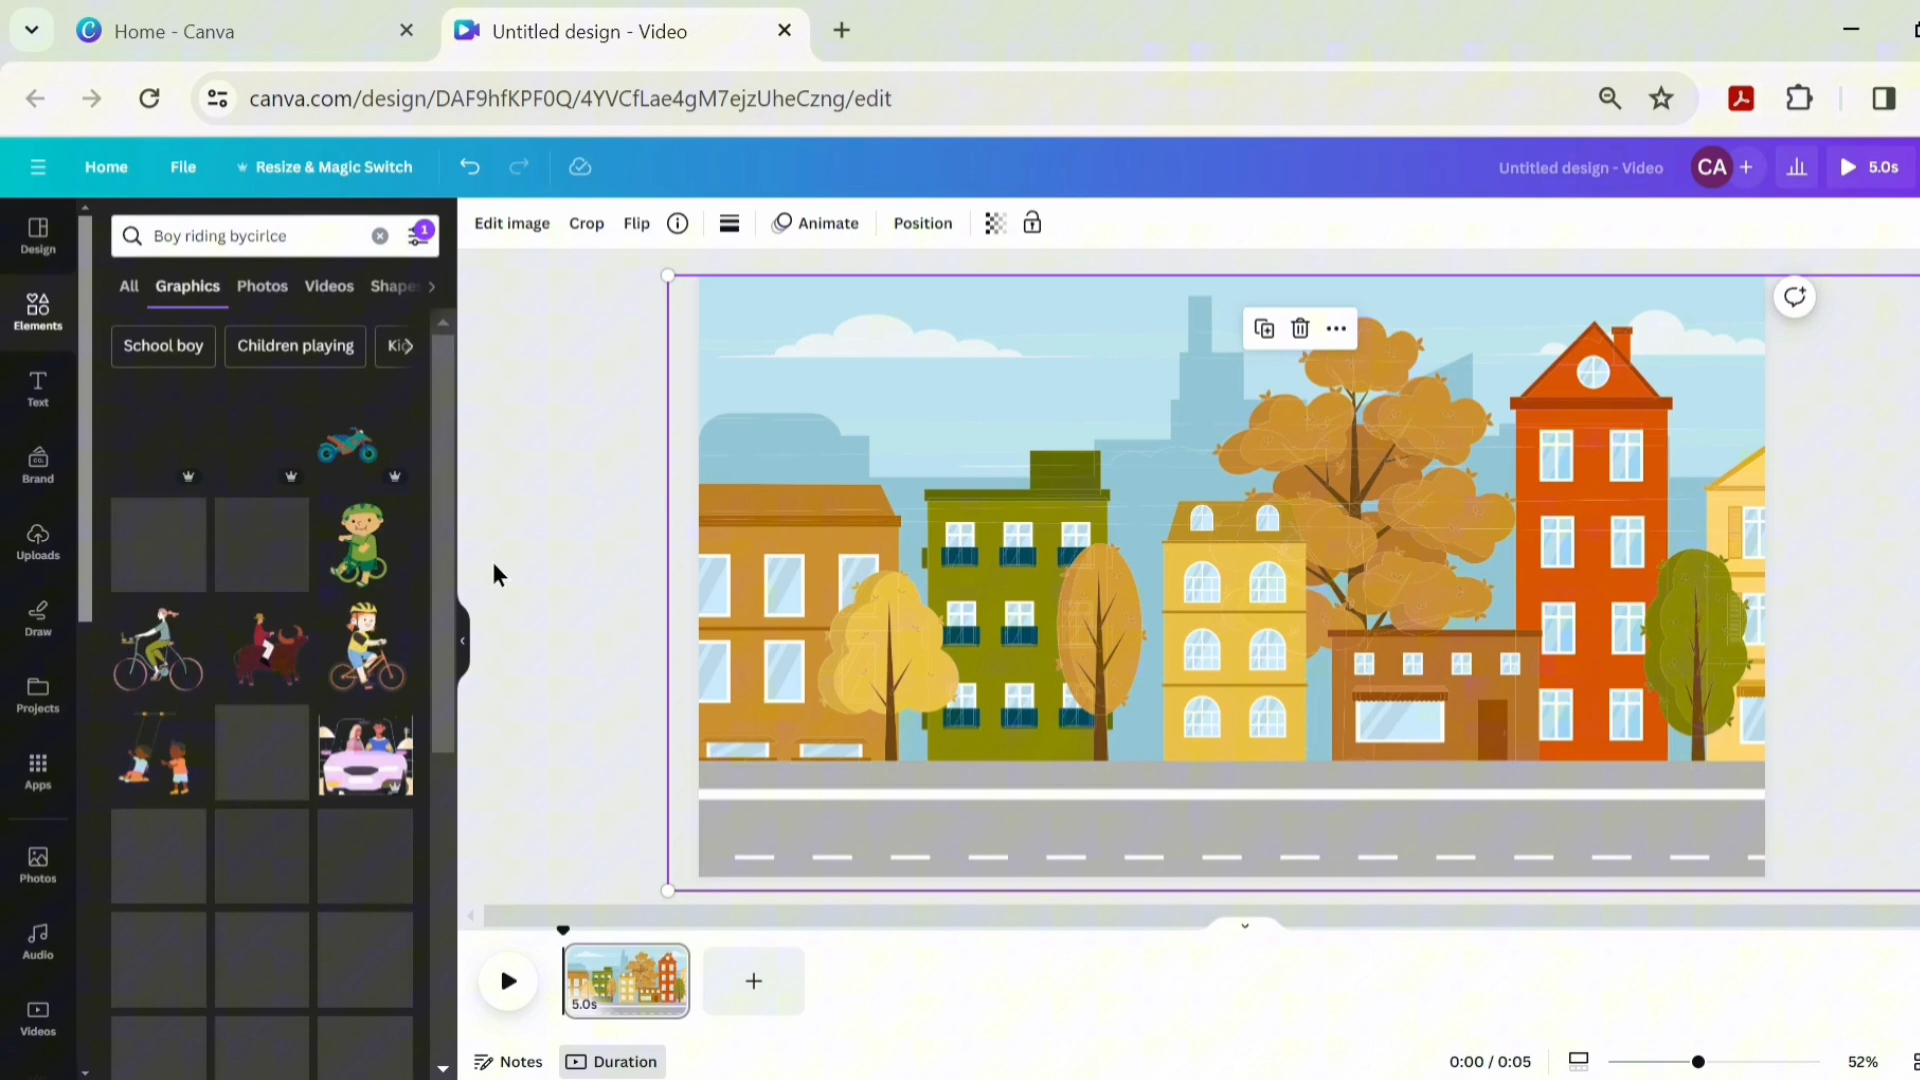 Home - Canva
Untitled design - Video
canva.com/design/DAF9hfKPF0Q/4YVCfLae4gM7ejzUheCzng/edit
Home
File
Resize & Magic Switch
Untitled design - Video
CA
5.0s
Design
Elements
Text
Brand
Uploads
Draw
Projects
Apps
Photos
Audio
Videos
Boy riding bycirlce
1
All
Graphics
Photos
Videos
Shapes
School boy
Children playing
Edit image
Crop
Flip
Animate
Position
5.0s
Notes
Duration
0:00 / 0:05
52%